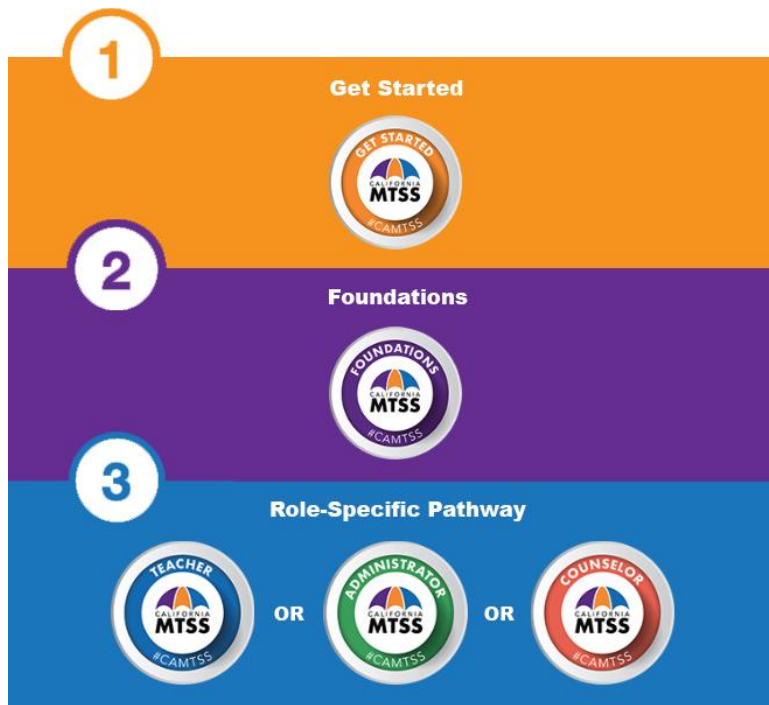 1
Get Started
GET STARTED
CALIFORNIA
MTSS
#CAMTSS
2
Foundations
FOUNDATIONS
CALIFORNIA
MTSS
#CAMTSS
3
Role-Specific Pathway
TEACHER
CALIFORNIA
MTSS
#CAMTSS
OR
ADMINISTRATOR
CALIFORNIA
MTSS
#CAMTSS
OR
COUNSELOR
CALIFORNIA
MTSS
#CAMTSS